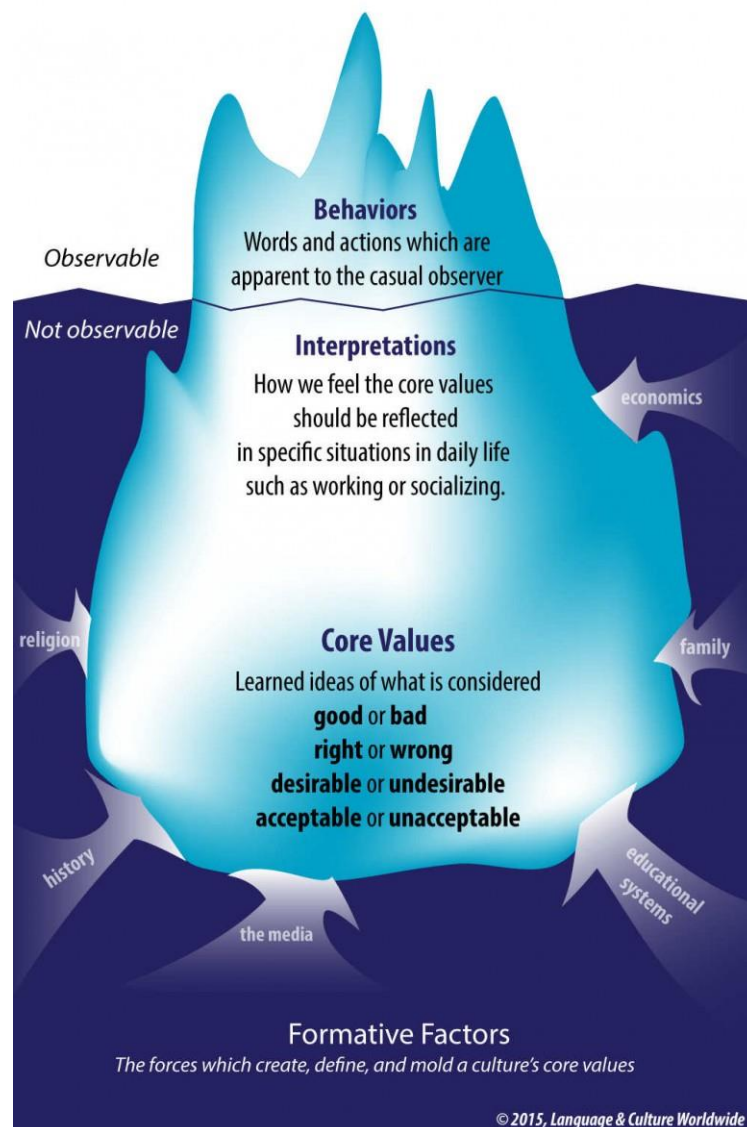 Behaviors
Words and actions which are
apparent to the casual observer
Observable
Not observable
Interpretations
How we feel the core values
should be reflected
in specific situations in daily life
such as working or socializing.
economics
religion
family
Core Values
Learned ideas of what is considered
good or bad
right or wrong
desirable or undesirable
acceptable or unacceptable
history
the media
educational
systems
Formative Factors
The forces which create, define, and mold a culture's core values
© 2015, Language & Culture Worldwide